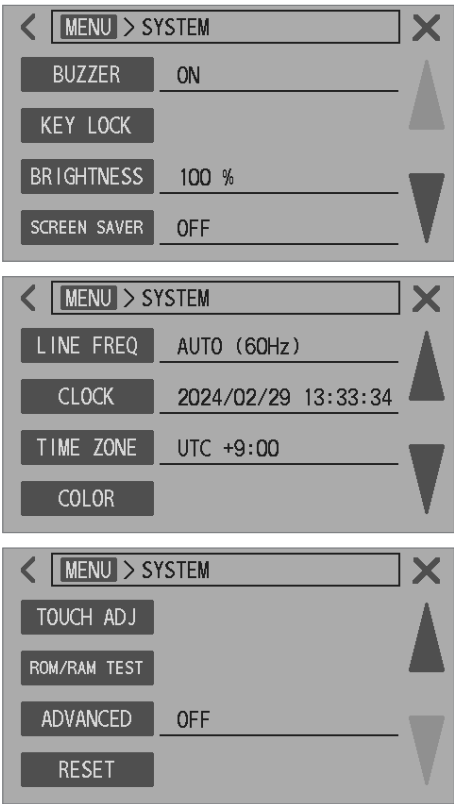 < MENU > SYSTEM ×
BUZZER ON
KEY LOCK
BRIGHTNESS 100 %
SCREEN SAVER OFF
< MENU > SYSTEM ×
LINE FREQ AUTO (60Hz)
CLOCK 2024/02/29 13:33:34
TIME ZONE UTC +9:00
COLOR
< MENU > SYSTEM ×
TOUCH ADJ
ROM/RAM TEST
ADVANCED OFF
RESET